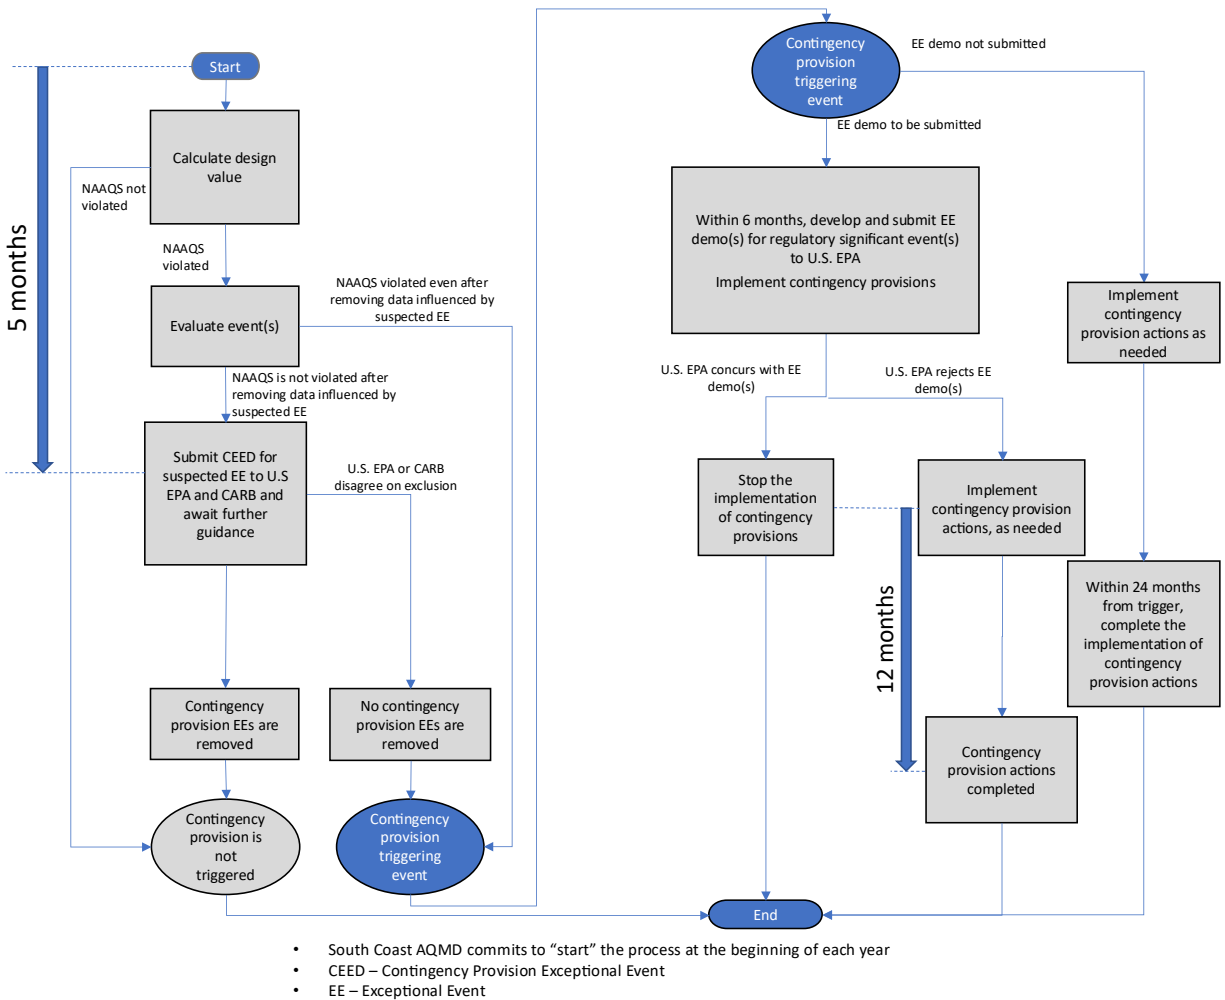 Start
Calculate design
value
NAAQS not
violated
NAAQS
violated
5 months
Evaluate event(s)
NAAQS violated even after
removing data influenced by
suspected EE
NAAQS is not violated after
removing data influenced by
suspected EE
Submit CEED for
suspected EE to U.S
EPA and CARB and
await further
guidance
U.S. EPA or CARB
disagree on exclusion
Contingency
provision EEs are
removed
No contingency
provision EEs are
removed
Contingency
provision is
not
triggered
Contingency
provision
triggering
event
Contingency
provision
triggering
event
EE demo not submitted
EE demo to be submitted
Within 6 months, develop and submit EE
demo(s) for regulatory significant event(s)
to U.S. EPA
Implement contingency provisions
Implement
contingency
provision actions as
needed
U.S. EPA concurs with EE
demo(s)
U.S. EPA rejects EE
demo(s)
Stop the
implementation
of contingency
provisions
Implement
contingency provision
actions, as needed
12 months
Within 24 months
from trigger,
complete the
implementation of
contingency
provision actions
Contingency
provision actions
completed
End
• South Coast AQMD commits to “start” the process at the beginning of each year
• CEED – Contingency Provision Exceptional Event
• EE – Exceptional Event